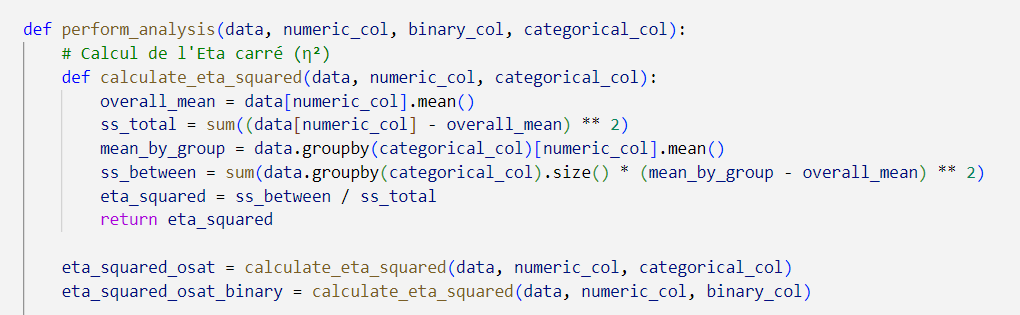 def perform_analysis(data, numeric_col, binary_col, categorical_col):
    # Calcul de l'Eta carré (η²)
    def calculate_eta_squared(data, numeric_col, categorical_col):
        overall_mean = data[numeric_col].mean()
        ss_total = sum((data[numeric_col] - overall_mean) ** 2)
        mean_by_group = data.groupby(categorical_col)[numeric_col].mean()
        ss_between = sum(data.groupby(categorical_col).size() * (mean_by_group - overall_mean) ** 2)
        eta_squared = ss_between / ss_total
        return eta_squared

    eta_squared_osat = calculate_eta_squared(data, numeric_col, categorical_col)
    eta_squared_osat_binary = calculate_eta_squared(data, numeric_col, binary_col)